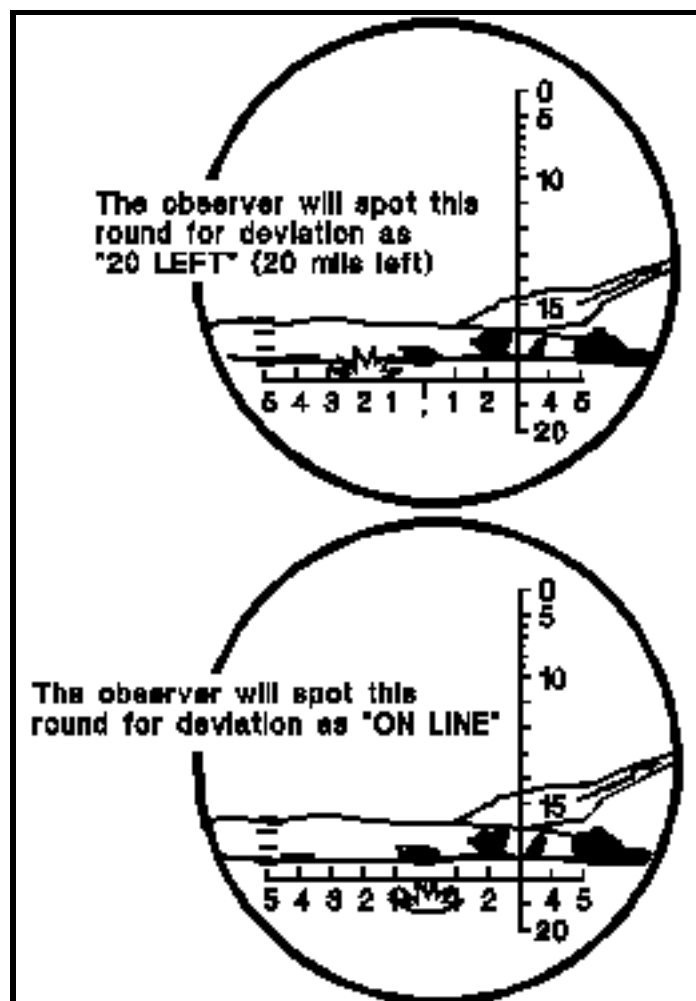 0
5
10
The observer will spot this
round for deviation as
"20 LEFT" (20 mils left)
15
5 4 3 2 1 1 2 4 5
20
0
5
10
The observer will spot this
round for deviation as "ON LINE"
15
5 4 3 2 2 4 5
20